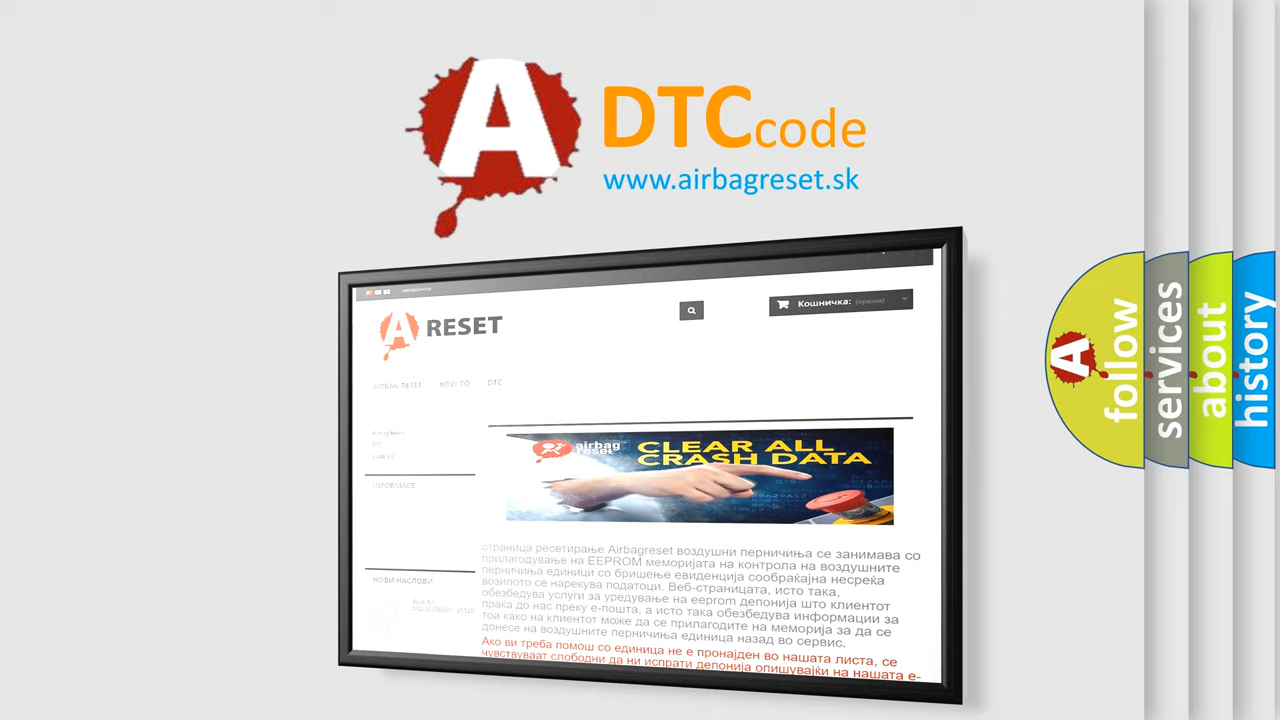 A
DTCcode
www.airbagreset.sk
A RESET
Кошничка: (празни)
AIRBAG RESET HOW TO DTC
INFORMACE
airbag
reset
CLEAR ALL
CRASH DATA
страница ресетирање Airbagreset воздушни перничиња се занимава со
прилагодување на EEPROM меморијата на контрола на воздушните
перничиња единици со бришење евиденција сообраќајна несреќа
возилото се нарекува податоци. Веб-страницата, исто така,
обезбедува услуги за уредување на eeprom депонија што клиентот
праќа до нас преку е-пошта, а исто така обезбедува информации за
тоа како на клиентот може да се прилагодите на меморија за да се
донесе на воздушните перничиња единица назад во сервис.
Ако ви треба помош со единица не е пронајден во нашата листа, се
чувствуваат слободни да ни испрати депонија опишувајќи на нашата е-
НОВИ НАСЛОВИ
A
follow
services
about
history